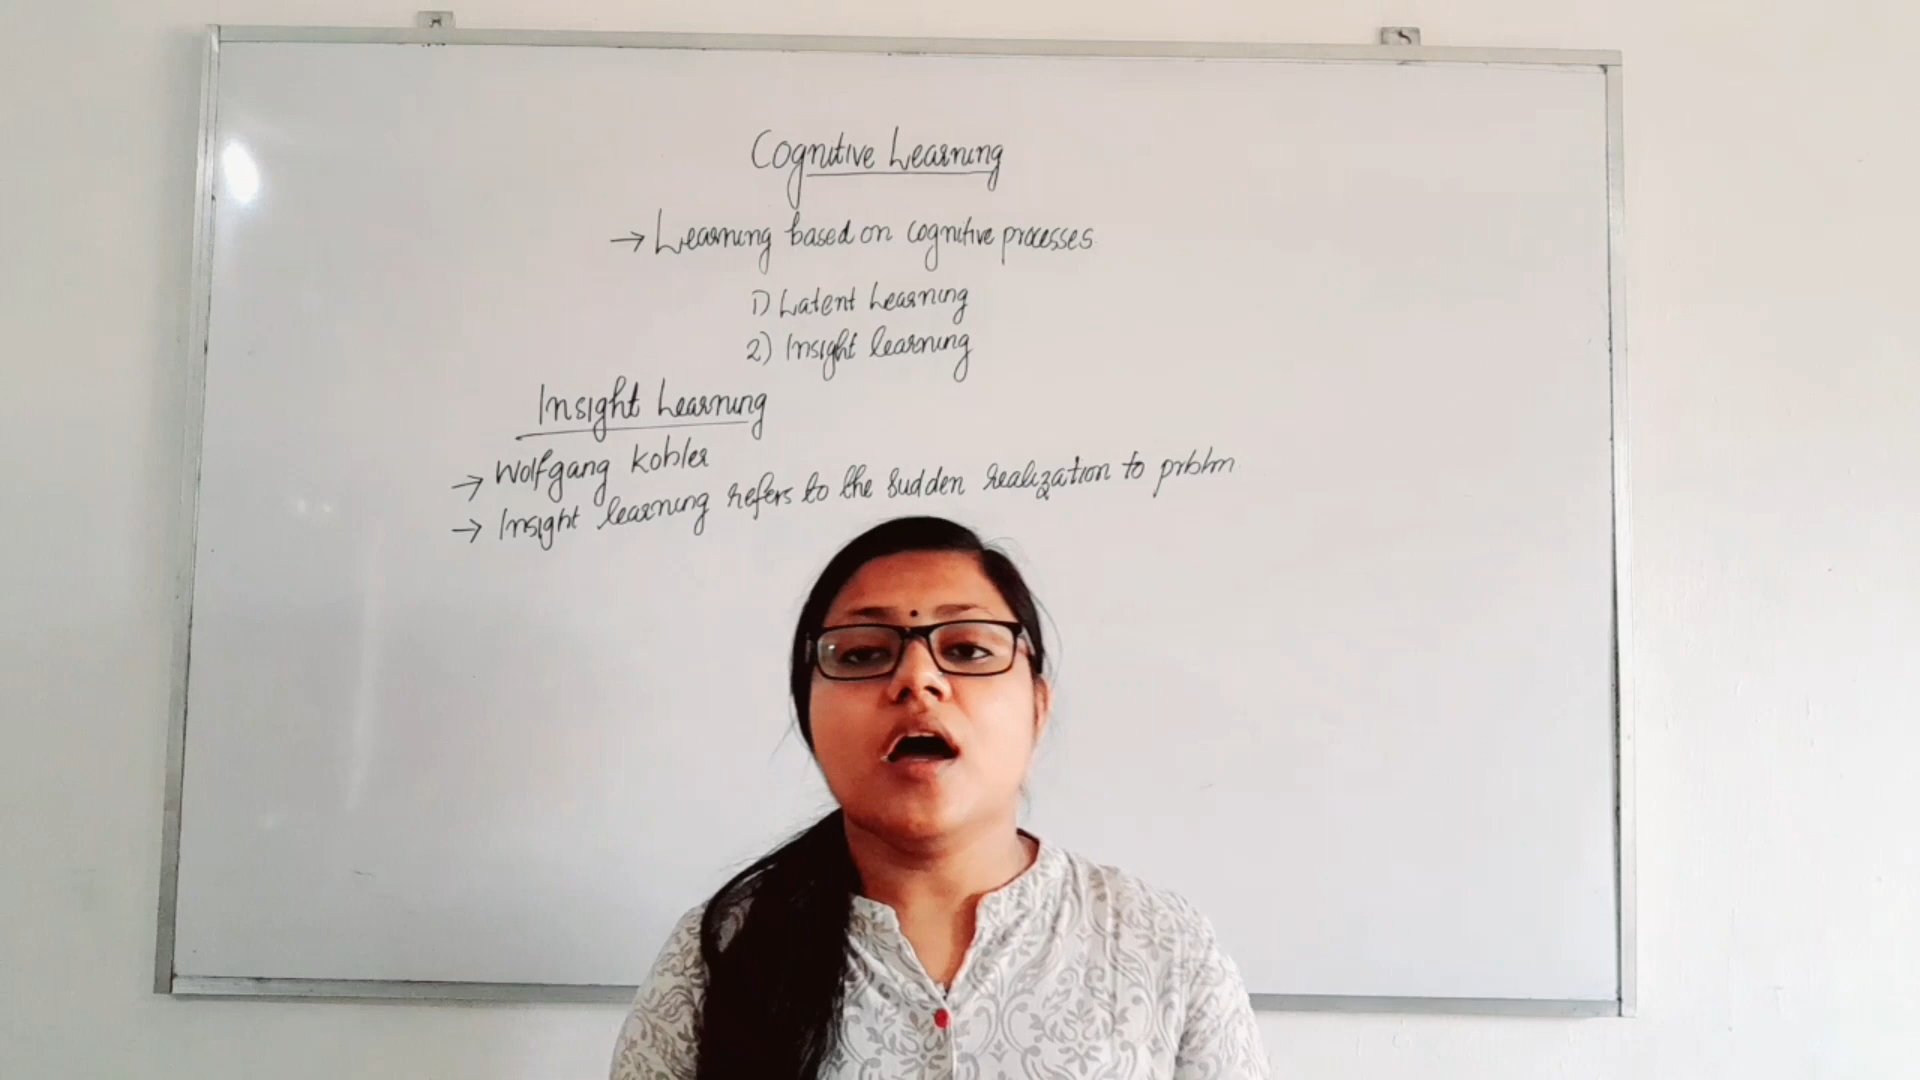 Cognitive Learning
→ Learning based on cognitive processes
1) Latent Learning
2) Insight learning
Insight Learning
→ Wolfgang Kohler
→ Insight learning refers to the sudden realization to prblm